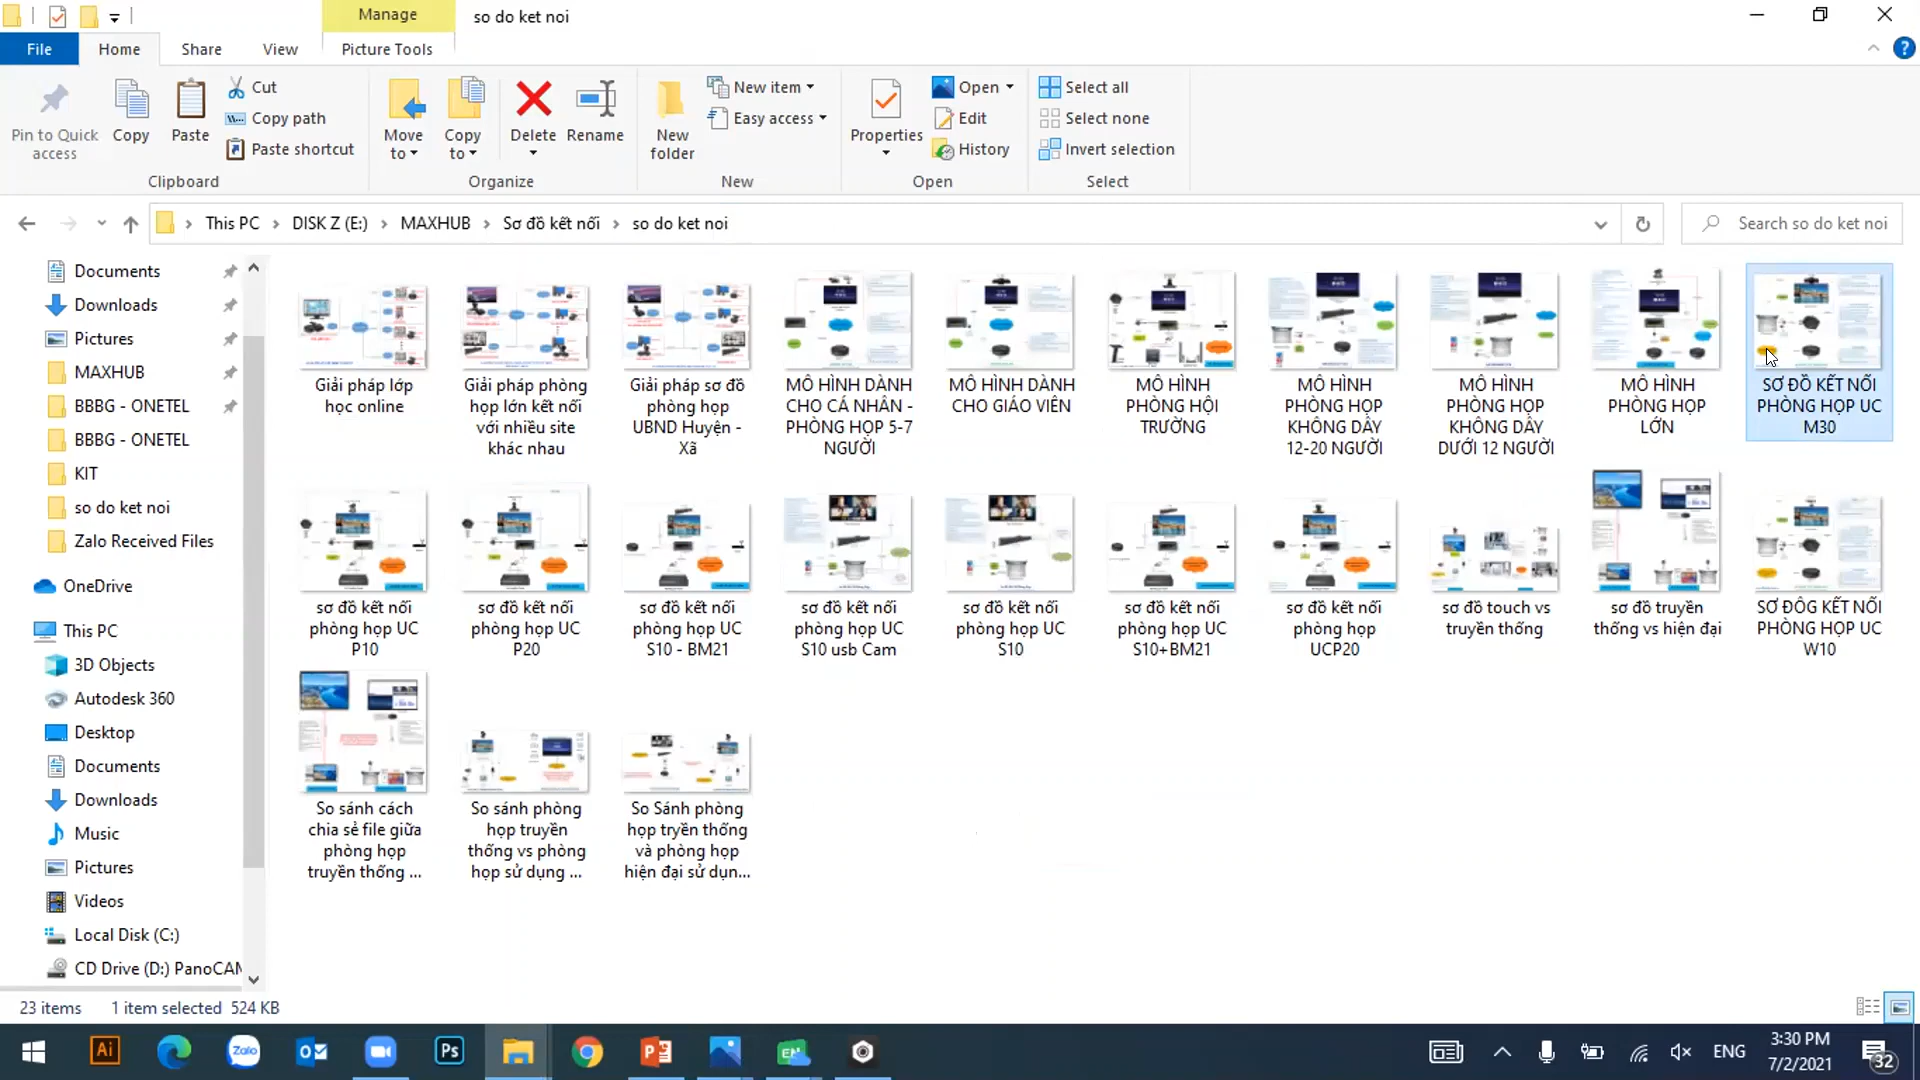 Manage
so do ket noi
File
Home
Share
View
Picture Tools
Pin to Quick
access
Copy
Paste
Cut
Copy path
Paste shortcut
Clipboard
Move
to
Copy
to
Delete
Rename
Organize
New
folder
New item
Easy access
New
Properties
Open
Edit
History
Open
Select all
Select none
Invert selection
Select
This PC
DISK Z (E:)
MAXHUB
Sơ đồ kết nối
so do ket noi
Search so do ket noi
Documents
Downloads
Pictures
MAXHUB
BBBG - ONETEL
BBBG - ONETEL
KIT
so do ket noi
Zalo Received Files
OneDrive
This PC
3D Objects
Autodesk 360
Desktop
Documents
Downloads
Music
Pictures
Videos
Local Disk (C:)
CD Drive (D:) PanoCAM
Giải pháp lớp
học online
Giải pháp phòng
họp lớn kết nối
với nhiều site
khác nhau
Giải pháp sơ đồ
phòng họp
UBND Huyện -
Xã
MÔ HÌNH DÀNH
CHO CÁ NHÂN -
PHÒNG HỌP 5-7
NGƯỜI
MÔ HÌNH DÀNH
CHO GIÁO VIÊN
MÔ HÌNH
PHÒNG HỘI
TRƯỜNG
MÔ HÌNH
PHÒNG HỌP
KHÔNG DÂY
12-20 NGƯỜI
MÔ HÌNH
PHÒNG HỌP
KHÔNG DÂY
DƯỚI 12 NGƯỜI
MÔ HÌNH
PHÒNG HỌP
LỚN
SƠ ĐỒ KẾT NỐI
PHÒNG HỌP UC
M30
sơ đồ kết nối
phòng họp UC
P10
sơ đồ kết nối
phòng họp UC
P20
sơ đồ kết nối
phòng họp UC
S10 - BM21
sơ đồ kết nối
phòng họp UC
S10 usb Cam
sơ đồ kết nối
phòng họp UC
S10
sơ đồ kết nối
phòng họp UC
S10+BM21
sơ đồ kết nối
phòng họp
UCP20
sơ đồ touch vs
truyền thống
sơ đồ truyền
thống vs hiện đại
SƠ ĐÔG KẾT NỐI
PHÒNG HỌP UC
W10
So sánh cách
chia sẻ file giữa
phòng họp
truyền thống ...
So sánh phòng
họp truyền
thống vs phòng
họp sử dụng ...
So Sánh phòng
họp tryền thống
và phòng họp
hiện đại sử dụn...
23 items
1 item selected 524 KB
Ai
Zalo
Ps
ENG
3:30 PM
7/2/2021
32